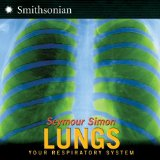 Smithsonian
Seymour Simon
LUNGS
YOUR RESPIRATORY SYSTEM